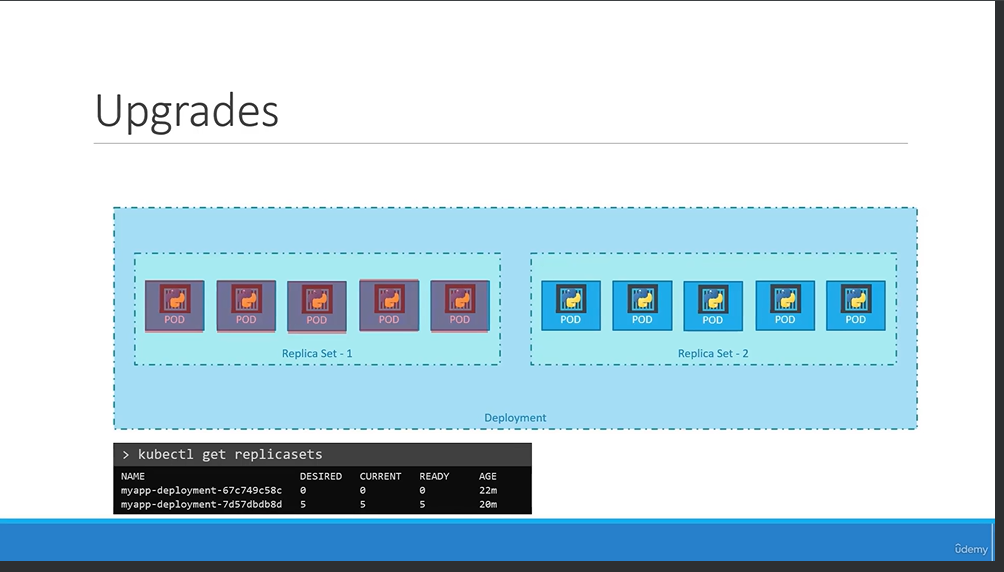 Upgrades
POD POD POD POD POD
Replica Set - 1
POD POD POD POD POD
Replica Set - 2
Deployment
> kubectl get replicasets
NAME DESIRED CURRENT READY AGE
myapp-deployment-67c749c58c 0 0 0 22m
myapp-deployment-7d57dbdb8d 5 5 5 20m
ûdemy